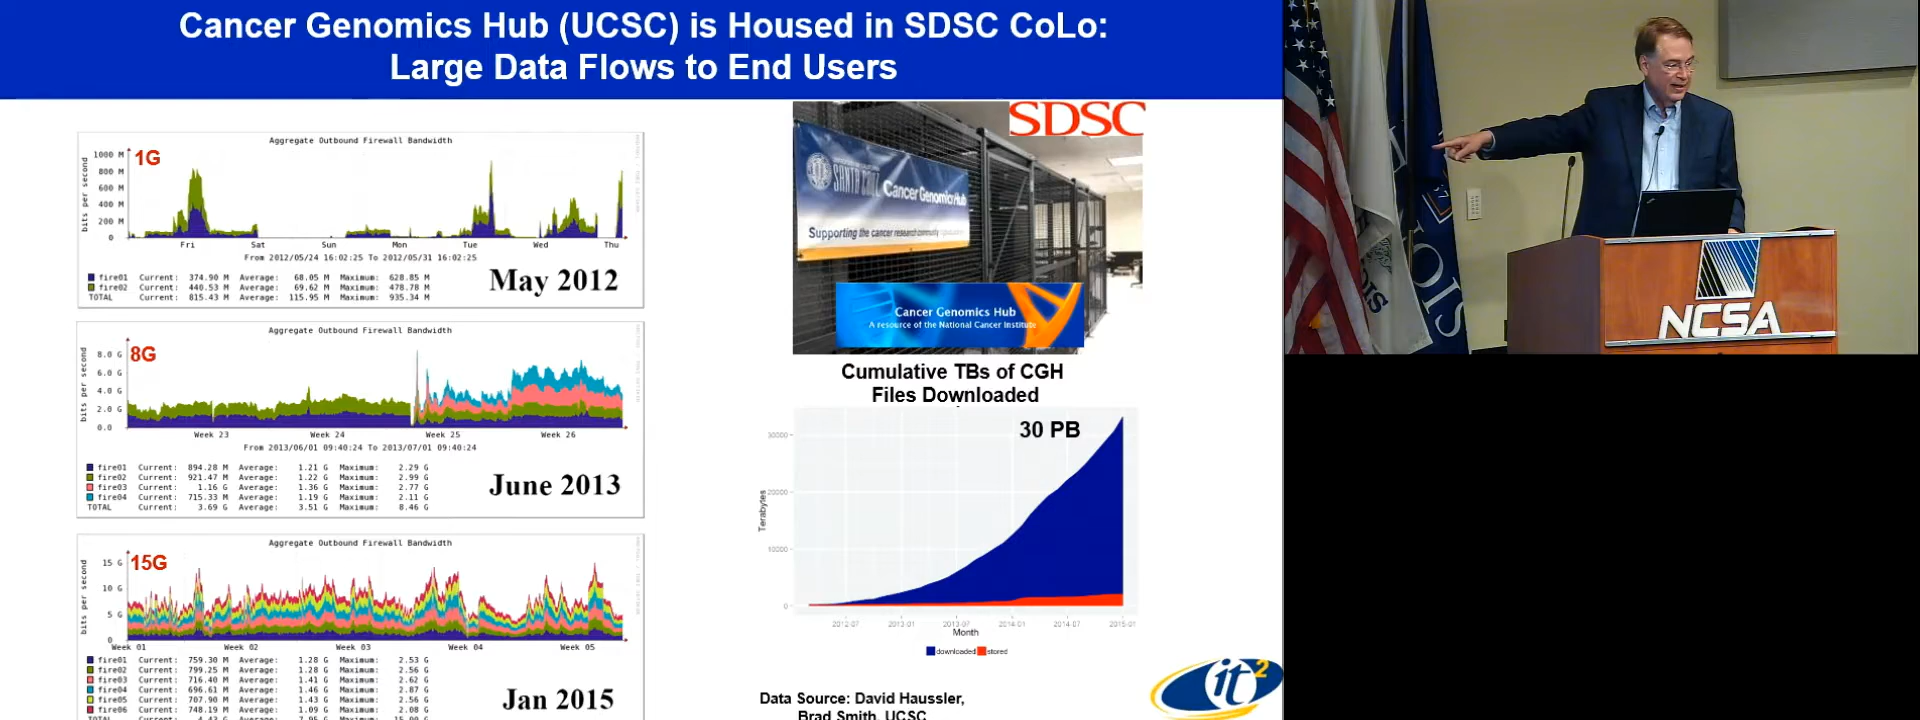 Cancer Genomics Hub (UCSC) is Housed in SDSC CoLo:
Large Data Flows to End Users
Aggregate Outbound Firewall Bandwidth
1G
bits per second
1000 M
800 M
600 M
400 M
200 M
0
Fri Sat Sun Mon Tue Wed Thu
From 2012/05/24 16:02:25 To 2012/05/31 16:02:25
fire01 Current: 374.90 M Average: 68.05 M Maximum: 628.85 M
fire02 Current: 440.53 M Average: 69.62 M Maximum: 478.78 M
TOTAL Current: 815.43 M Average: 115.95 M Maximum: 935.34 M
May 2012
Aggregate Outbound Firewall Bandwidth
8G
bits per second
8.0 G
6.0 G
4.0 G
2.0 G
0.0
Week 23 Week 24 Week 25 Week 26
From 2013/06/01 09:40:24 To 2013/07/01 09:40:24
fire01 Current: 894.28 M Average: 1.21 G Maximum: 2.29 G
fire02 Current: 921.47 M Average: 1.22 G Maximum: 2.99 G
fire03 Current: 1.16 G Average: 1.36 G Maximum: 2.77 G
fire04 Current: 715.33 M Average: 1.19 G Maximum: 2.11 G
TOTAL Current: 3.69 G Average: 3.51 G Maximum: 8.46 G
June 2013
Aggregate Outbound Firewall Bandwidth
15G
bits per second
15 G
10 G
5 G
0
Week 01 Week 02 Week 03 Week 04 Week 05
fire01 Current: 759.30 M Average: 1.28 G Maximum: 2.53 G
fire02 Current: 799.25 M Average: 1.28 G Maximum: 2.56 G
fire03 Current: 716.40 M Average: 1.41 G Maximum: 2.62 G
fire04 Current: 696.61 M Average: 1.46 G Maximum: 2.87 G
fire05 Current: 707.90 M Average: 1.43 G Maximum: 2.56 G
fire06 Current: 748.19 M Average: 1.09 G Maximum: 2.08 G
TOTAL Current: 4.43 G Average: 7.95 G Maximum: 15.00 G
Jan 2015
SDSC
SANTA CRUZ
Cancer Genomics Hub
Supporting the cancer research community
Cancer Genomics Hub
A resource of the National Cancer Institute
Cumulative TBs of CGH
Files Downloaded
30 PB
Terabytes
30000
20000
10000
0
2012-07 2013-01 2013-07 2014-01 2014-07 2015-01
Month
downloaded stored
Data Source: David Haussler,
Brad Smith, UCSC
it2
NCSA